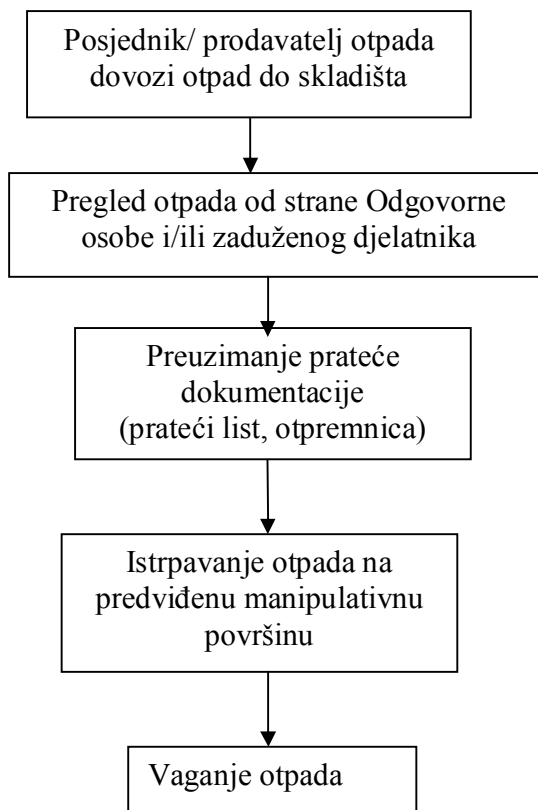 Posjednik/ prodavatelj otpada
dovozi otpad do skladišta
Pregled otpada od strane Odgovorne
osobe i/ili zaduženog djelatnika
Preuzimanje prateće
dokumentacije
(prateći list, otpremnica)
Istrpavanje otpada na
predviđenu manipulativnu
površinu
Vaganje otpada